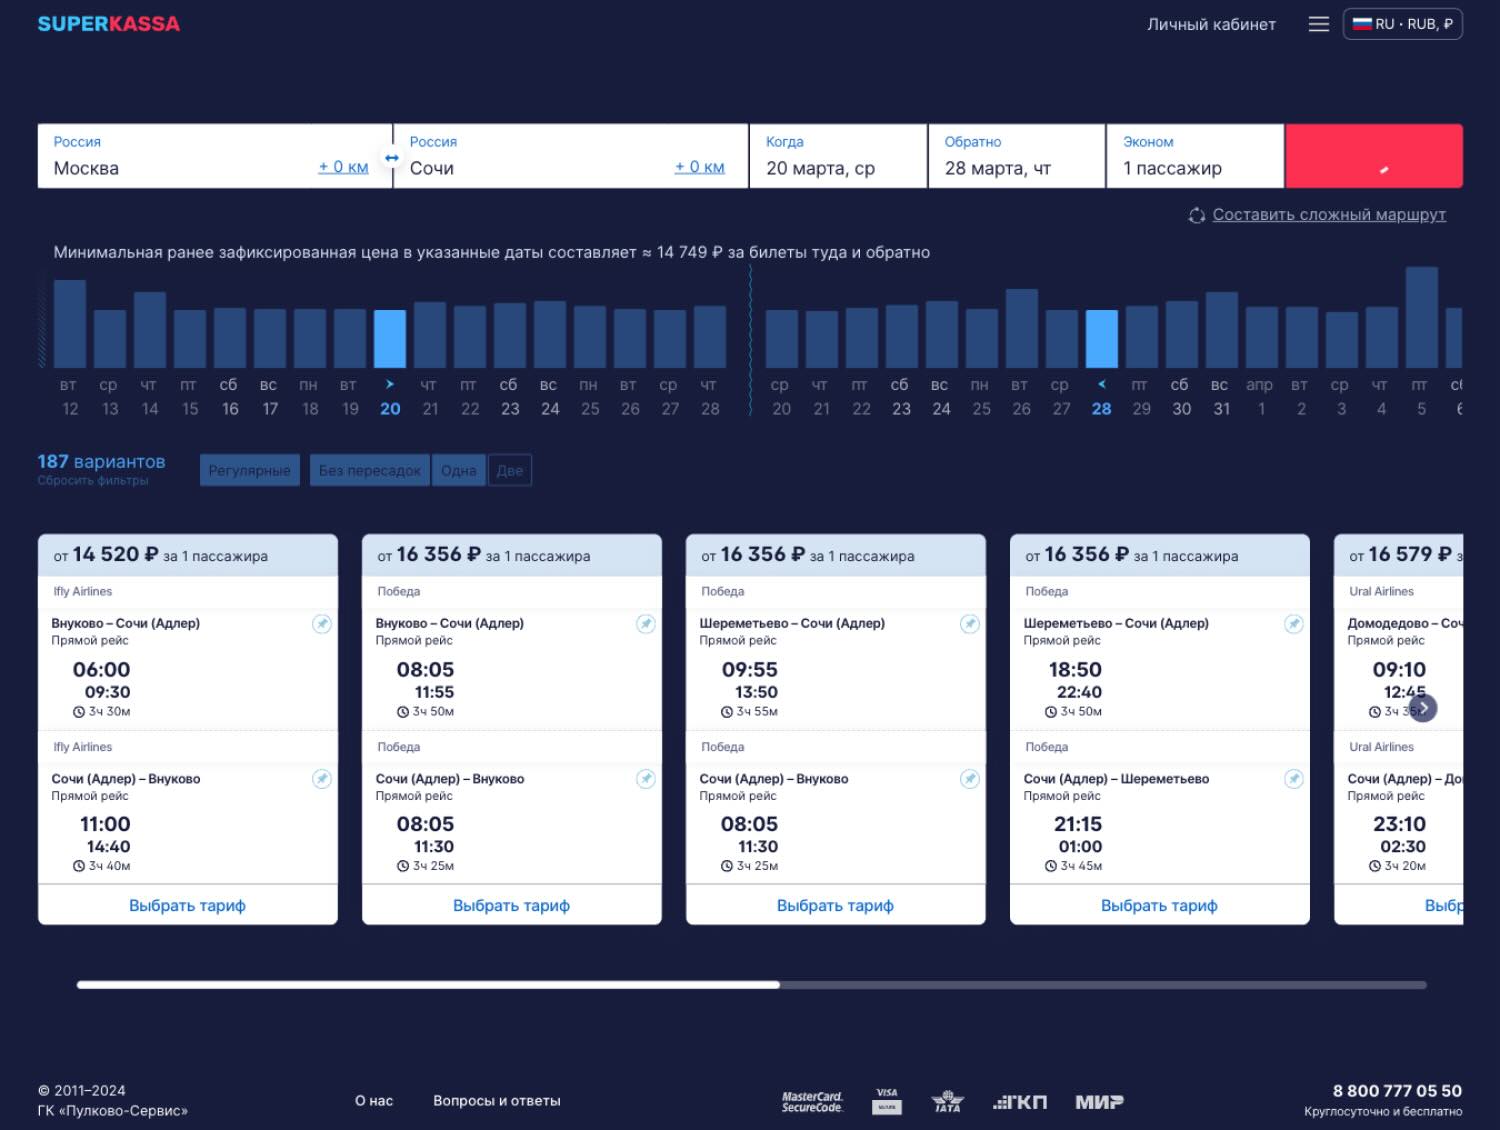 SUPERKASSA
Личный кабинет
RU · RUB, ₽
Россия
Москва
+ 0 км
Россия
Сочи
+ 0 км
Когда
20 марта, ср
Обратно
28 марта, чт
Эконом
1 пассажир
Составить сложный маршрут
Минимальная ранее зафиксированная цена в указанные даты составляет ≈ 14 749 ₽ за билеты туда и обратно
вт ср чт пт сб вс пн вт чт пт сб вс пн вт ср чт
12 13 14 15 16 17 18 19 20 21 22 23 24 25 26 27 28
ср чт пт сб вс пн вт ср пт сб вс апр вт ср чт пт сб
20 21 22 23 24 25 26 27 28 29 30 31 1 2 3 4 5 6
187 вариантов
Сбросить фильтры
Регулярные
Без пересадок
Одна
Две
от 14 520 ₽ за 1 пассажира
Ifly Airlines
Внуково – Сочи (Адлер)
Прямой рейс
06:00
09:30
3ч 30м
Ifly Airlines
Сочи (Адлер) – Внуково
Прямой рейс
11:00
14:40
3ч 40м
Выбрать тариф
от 16 356 ₽ за 1 пассажира
Победа
Внуково – Сочи (Адлер)
Прямой рейс
08:05
11:55
3ч 50м
Победа
Сочи (Адлер) – Внуково
Прямой рейс
08:05
11:30
3ч 25м
Выбрать тариф
от 16 356 ₽ за 1 пассажира
Победа
Шереметьево – Сочи (Адлер)
Прямой рейс
09:55
13:50
3ч 55м
Победа
Сочи (Адлер) – Внуково
Прямой рейс
08:05
11:30
3ч 25м
Выбрать тариф
от 16 356 ₽ за 1 пассажира
Победа
Шереметьево – Сочи (Адлер)
Прямой рейс
18:50
22:40
3ч 50м
Победа
Сочи (Адлер) – Шереметьево
Прямой рейс
21:15
01:00
3ч 45м
Выбрать тариф
от 16 579 ₽ з
Ural Airlines
Домодедово – Соч
Прямой рейс
09:10
12:45
3ч 35м
Ural Airlines
Сочи (Адлер) – До
Прямой рейс
23:10
02:30
3ч 20м
Выбр
© 2011–2024
ГК «Пулково-Сервис»
О нас
Вопросы и ответы
MasterCard.
SecureCode.
VISA
IATA
ГКП
МИР
8 800 777 05 50
Круглосуточно и бесплатно